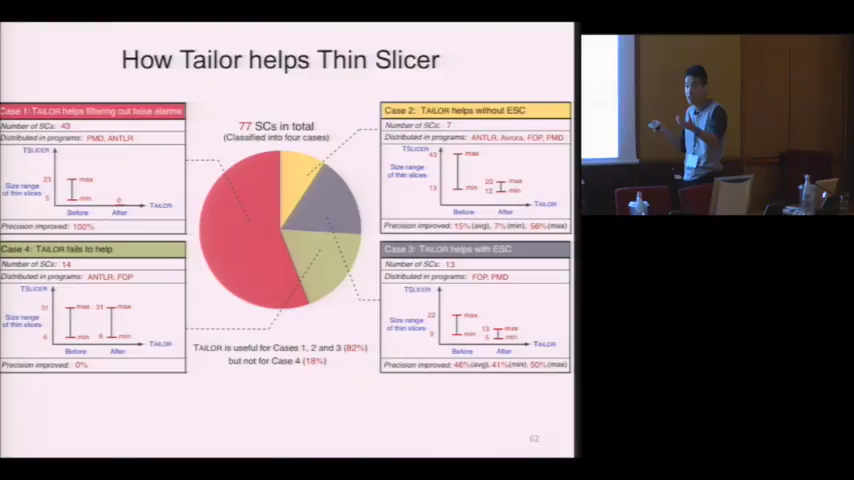 How Tailor helps Thin Slicer
Case 1: TAILOR helps filtering out false alarms
Number of SCs: 43
Distributed in programs: PMD, ANTLR
TSLICER
23
max
Size range
of thin slices
5
min
0
TAILOR
Before
After
Precision improved: 100%
77 SCs in total
(Classified into four cases)
Case 2: TAILOR helps without ESC
Number of SCs: 7
Distributed in programs: ANTLR, Avrora, FOP, PMD
TSLICER
43
max
Size range
of thin slices
20
max
13
min
12
min
TAILOR
Before
After
Precision improved: 15%(avg), 7%(min), 56%(max)
Case 4: TAILOR fails to help
Number of SCs: 14
Distributed in programs: ANTLR, FOP
TSLICER
31
max
31
max
Size range
of thin slices
6
min
6
min
TAILOR
Before
After
Precision improved: 0%
Case 3: TAILOR helps with ESC
Number of SCs: 13
Distributed in programs: FOP, PMD
TSLICER
22
max
Size range
of thin slices
13
max
9
min
5
min
TAILOR
Before
After
Precision improved: 46%(avg), 41%(min), 50%(max)
TAILOR is useful for Cases 1, 2 and 3 (82%)
but not for Case 4 (18%)
62